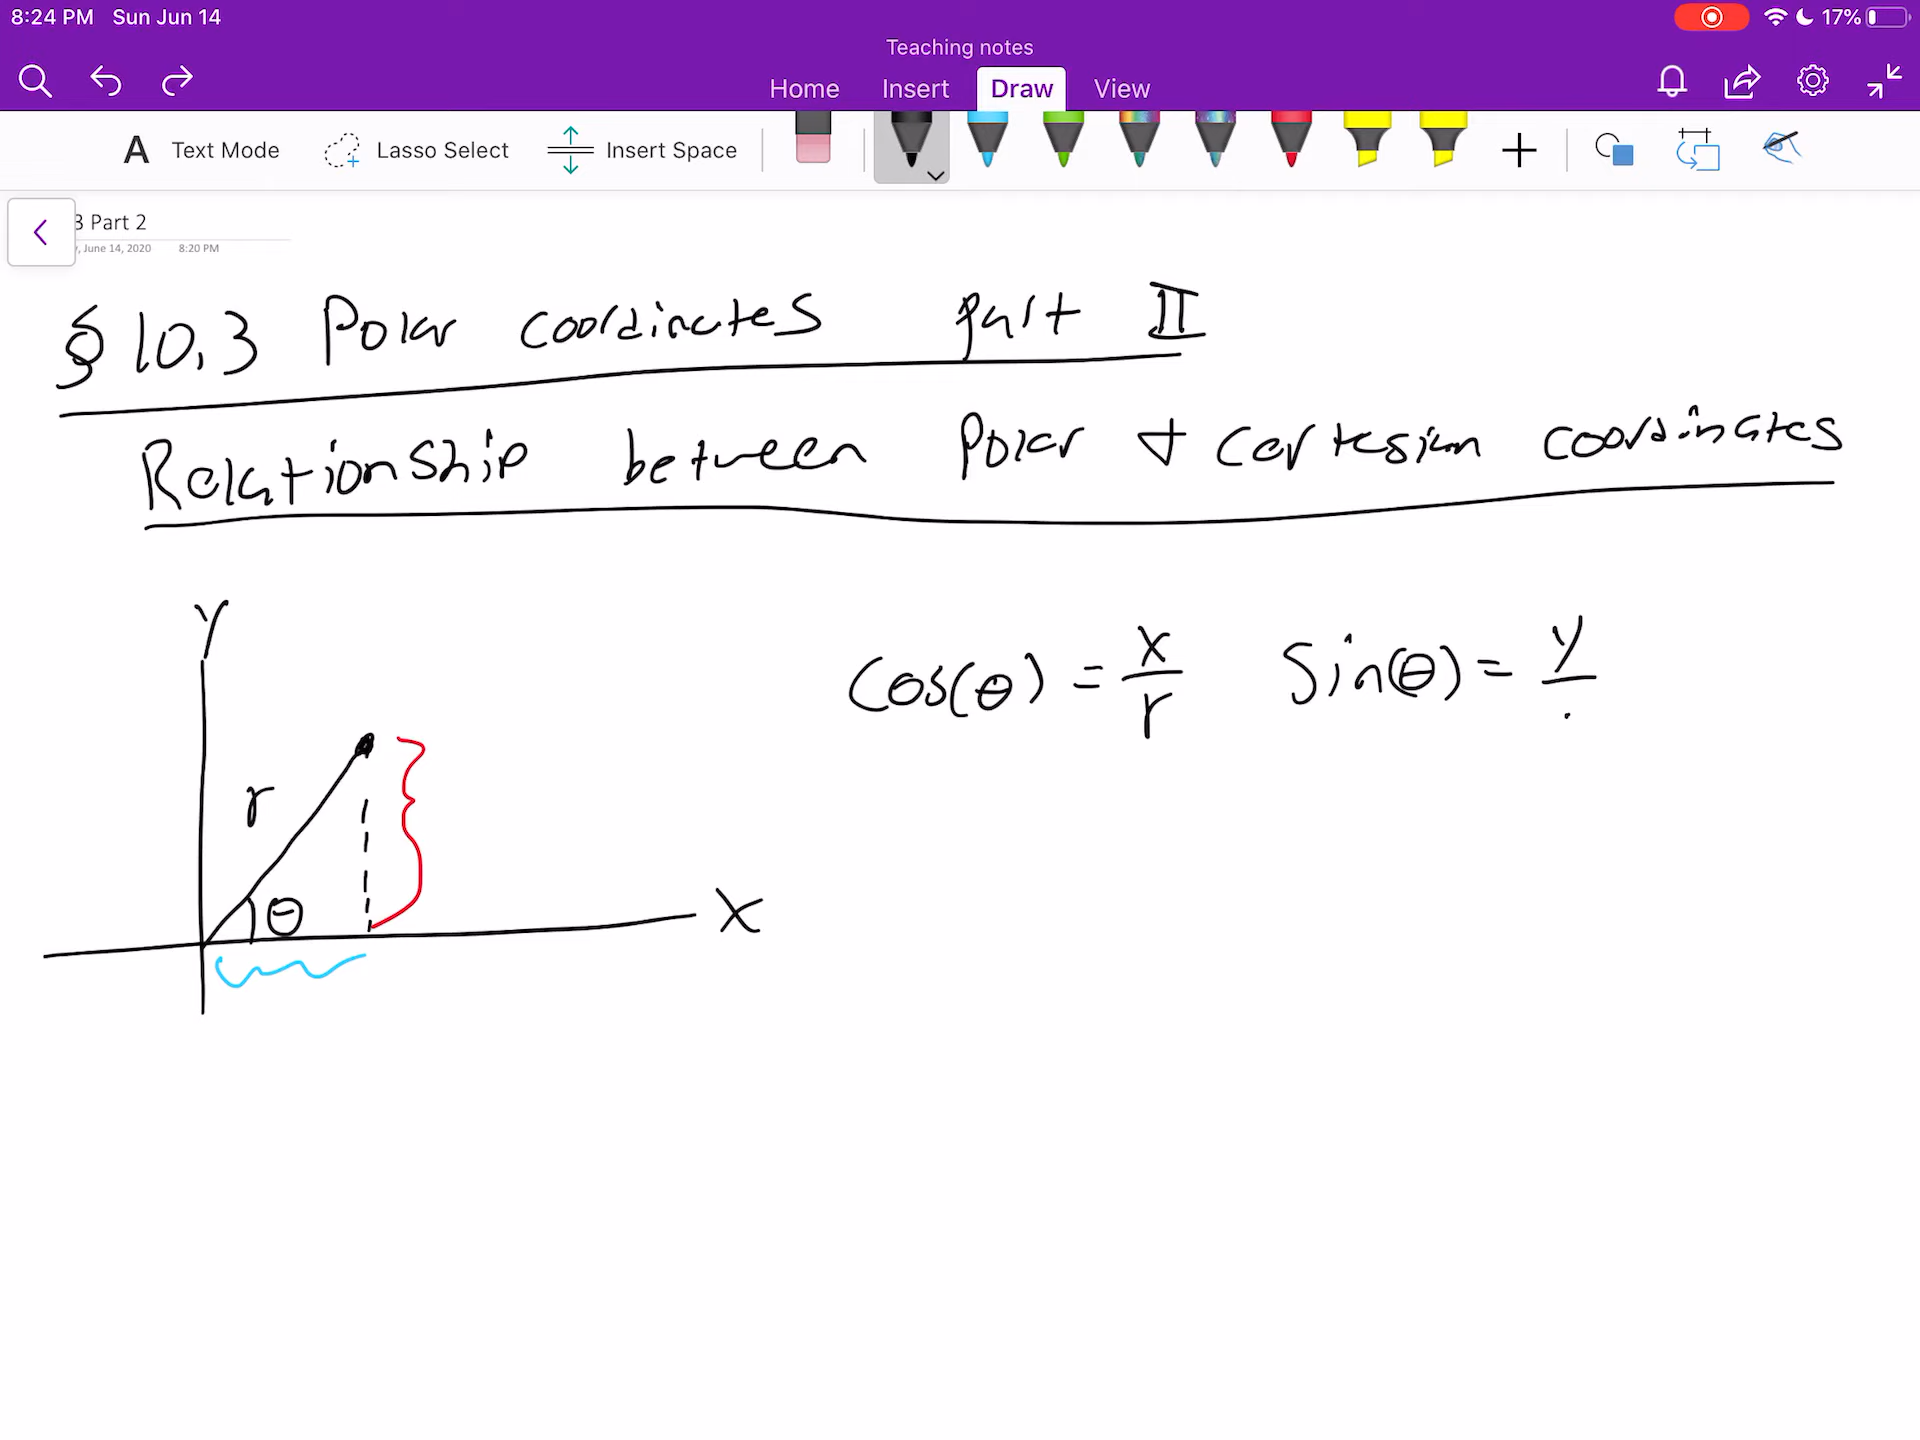 8:24 PM Sun Jun 14 17%
Teaching notes
Home Insert Draw View
A Text Mode Lasso Select Insert Space
3 Part 2
, June 14, 2020 8:20 PM
§ 10.3 Polar coordinates part II
Relationship between Polar & Cartesian coordinates
Y
Cos(θ) = x/r Sin(θ) = y/
r
θ
X